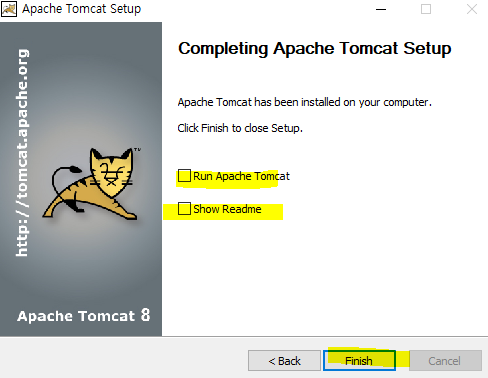 Apache Tomcat Setup
http://tomcat.apache.org
TM
Apache Tomcat 8
Completing Apache Tomcat Setup
Apache Tomcat has been installed on your computer.
Click Finish to close Setup.
Run Apache Tomcat
Show Readme
< Back
Finish
Cancel